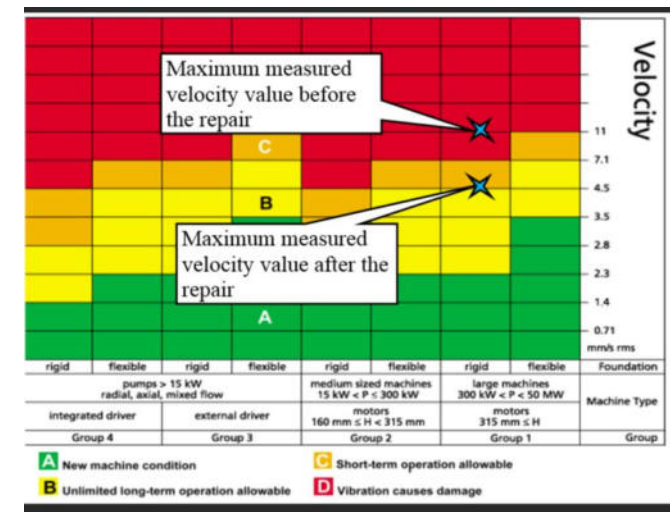 Maximum measured
velocity value before
the repair
Velocity
11
C
7.1
4.5
B
3.5
Maximum measured
velocity value after the
repair
2.8
2.3
1.4
A
0.71
mm/s rms
rigid flexible rigid flexible rigid flexible rigid flexible Foundation
pumps > 15 kW
radial, axial, mixed flow
medium sized machines
15 kW < P ≤ 300 kW
large machines
300 kW < P < 50 MW
Machine Type
integrated driver
external driver
motors
160 mm ≤ H < 315 mm
motors
315 mm ≤ H
Group 4 Group 3 Group 2 Group 1 Group
A New machine condition
C Short-term operation allowable
B Unlimited long-term operation allowable
D Vibration causes damage